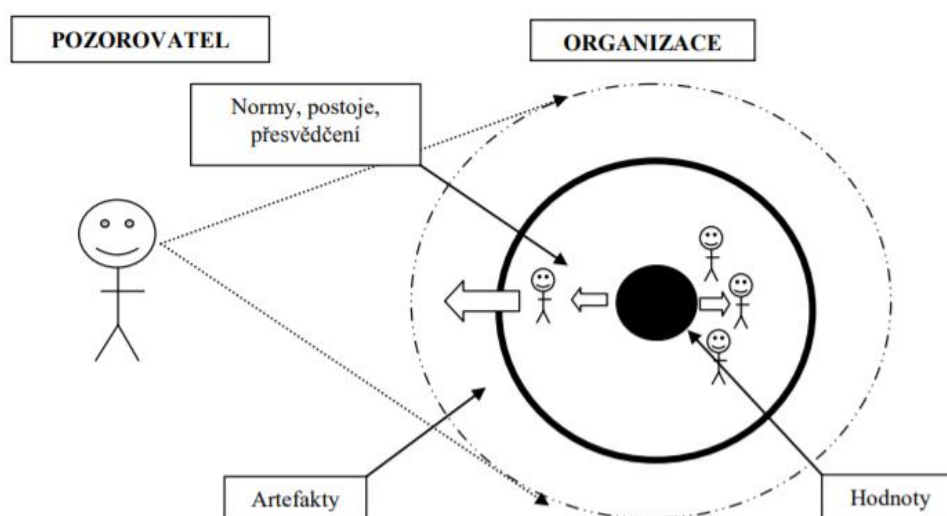 POZOROVATEL
ORGANIZACE
Normy, postoje,
přesvědčení
Artefakty
Hodnoty